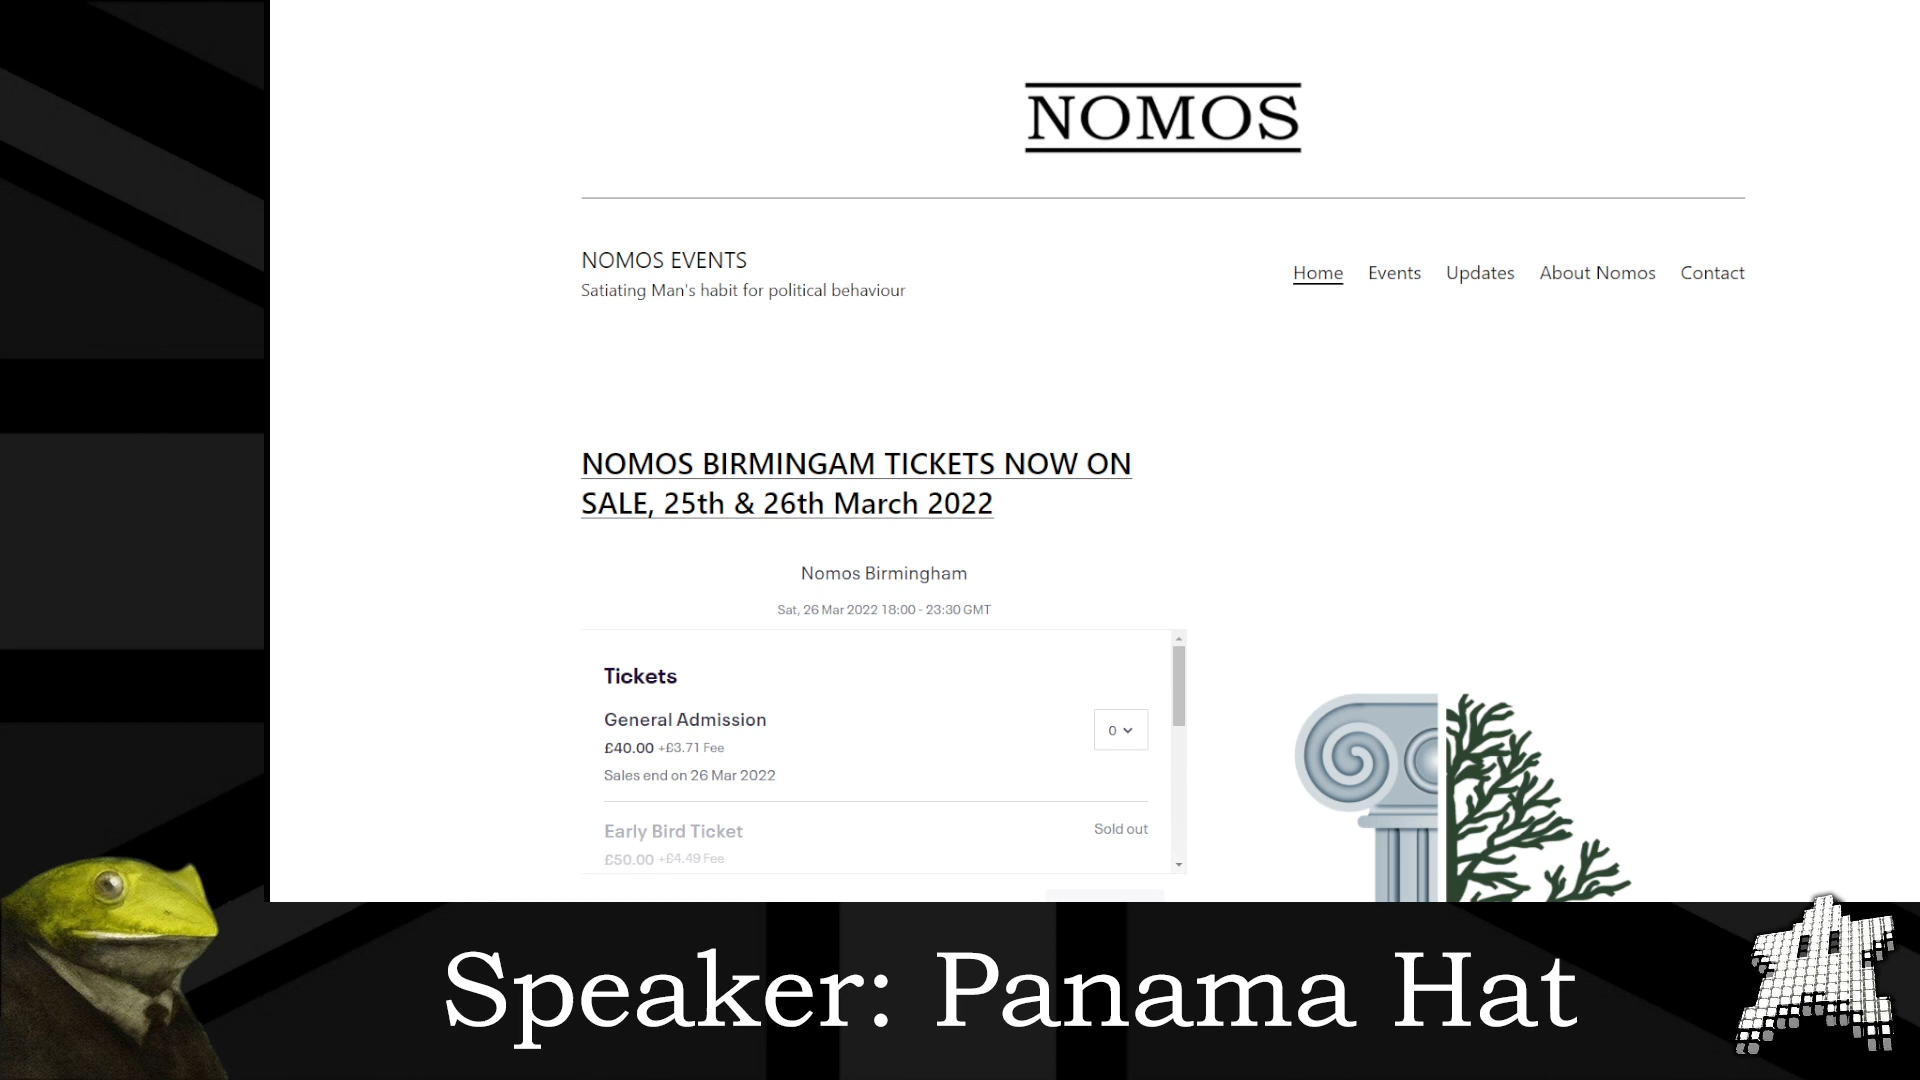 NOMOS
NOMOS EVENTS
Satiating Man's habit for political behaviour
Home Events Updates About Nomos Contact
NOMOS BIRMINGAM TICKETS NOW ON
SALE, 25th & 26th March 2022
Nomos Birmingham
Sat, 26 Mar 2022 18:00 - 23:30 GMT
Tickets
General Admission
0
£40.00 +£3.71 Fee
Sales end on 26 Mar 2022
Early Bird Ticket
Sold out
£50.00 +£4.49 Fee
Speaker: Panama Hat